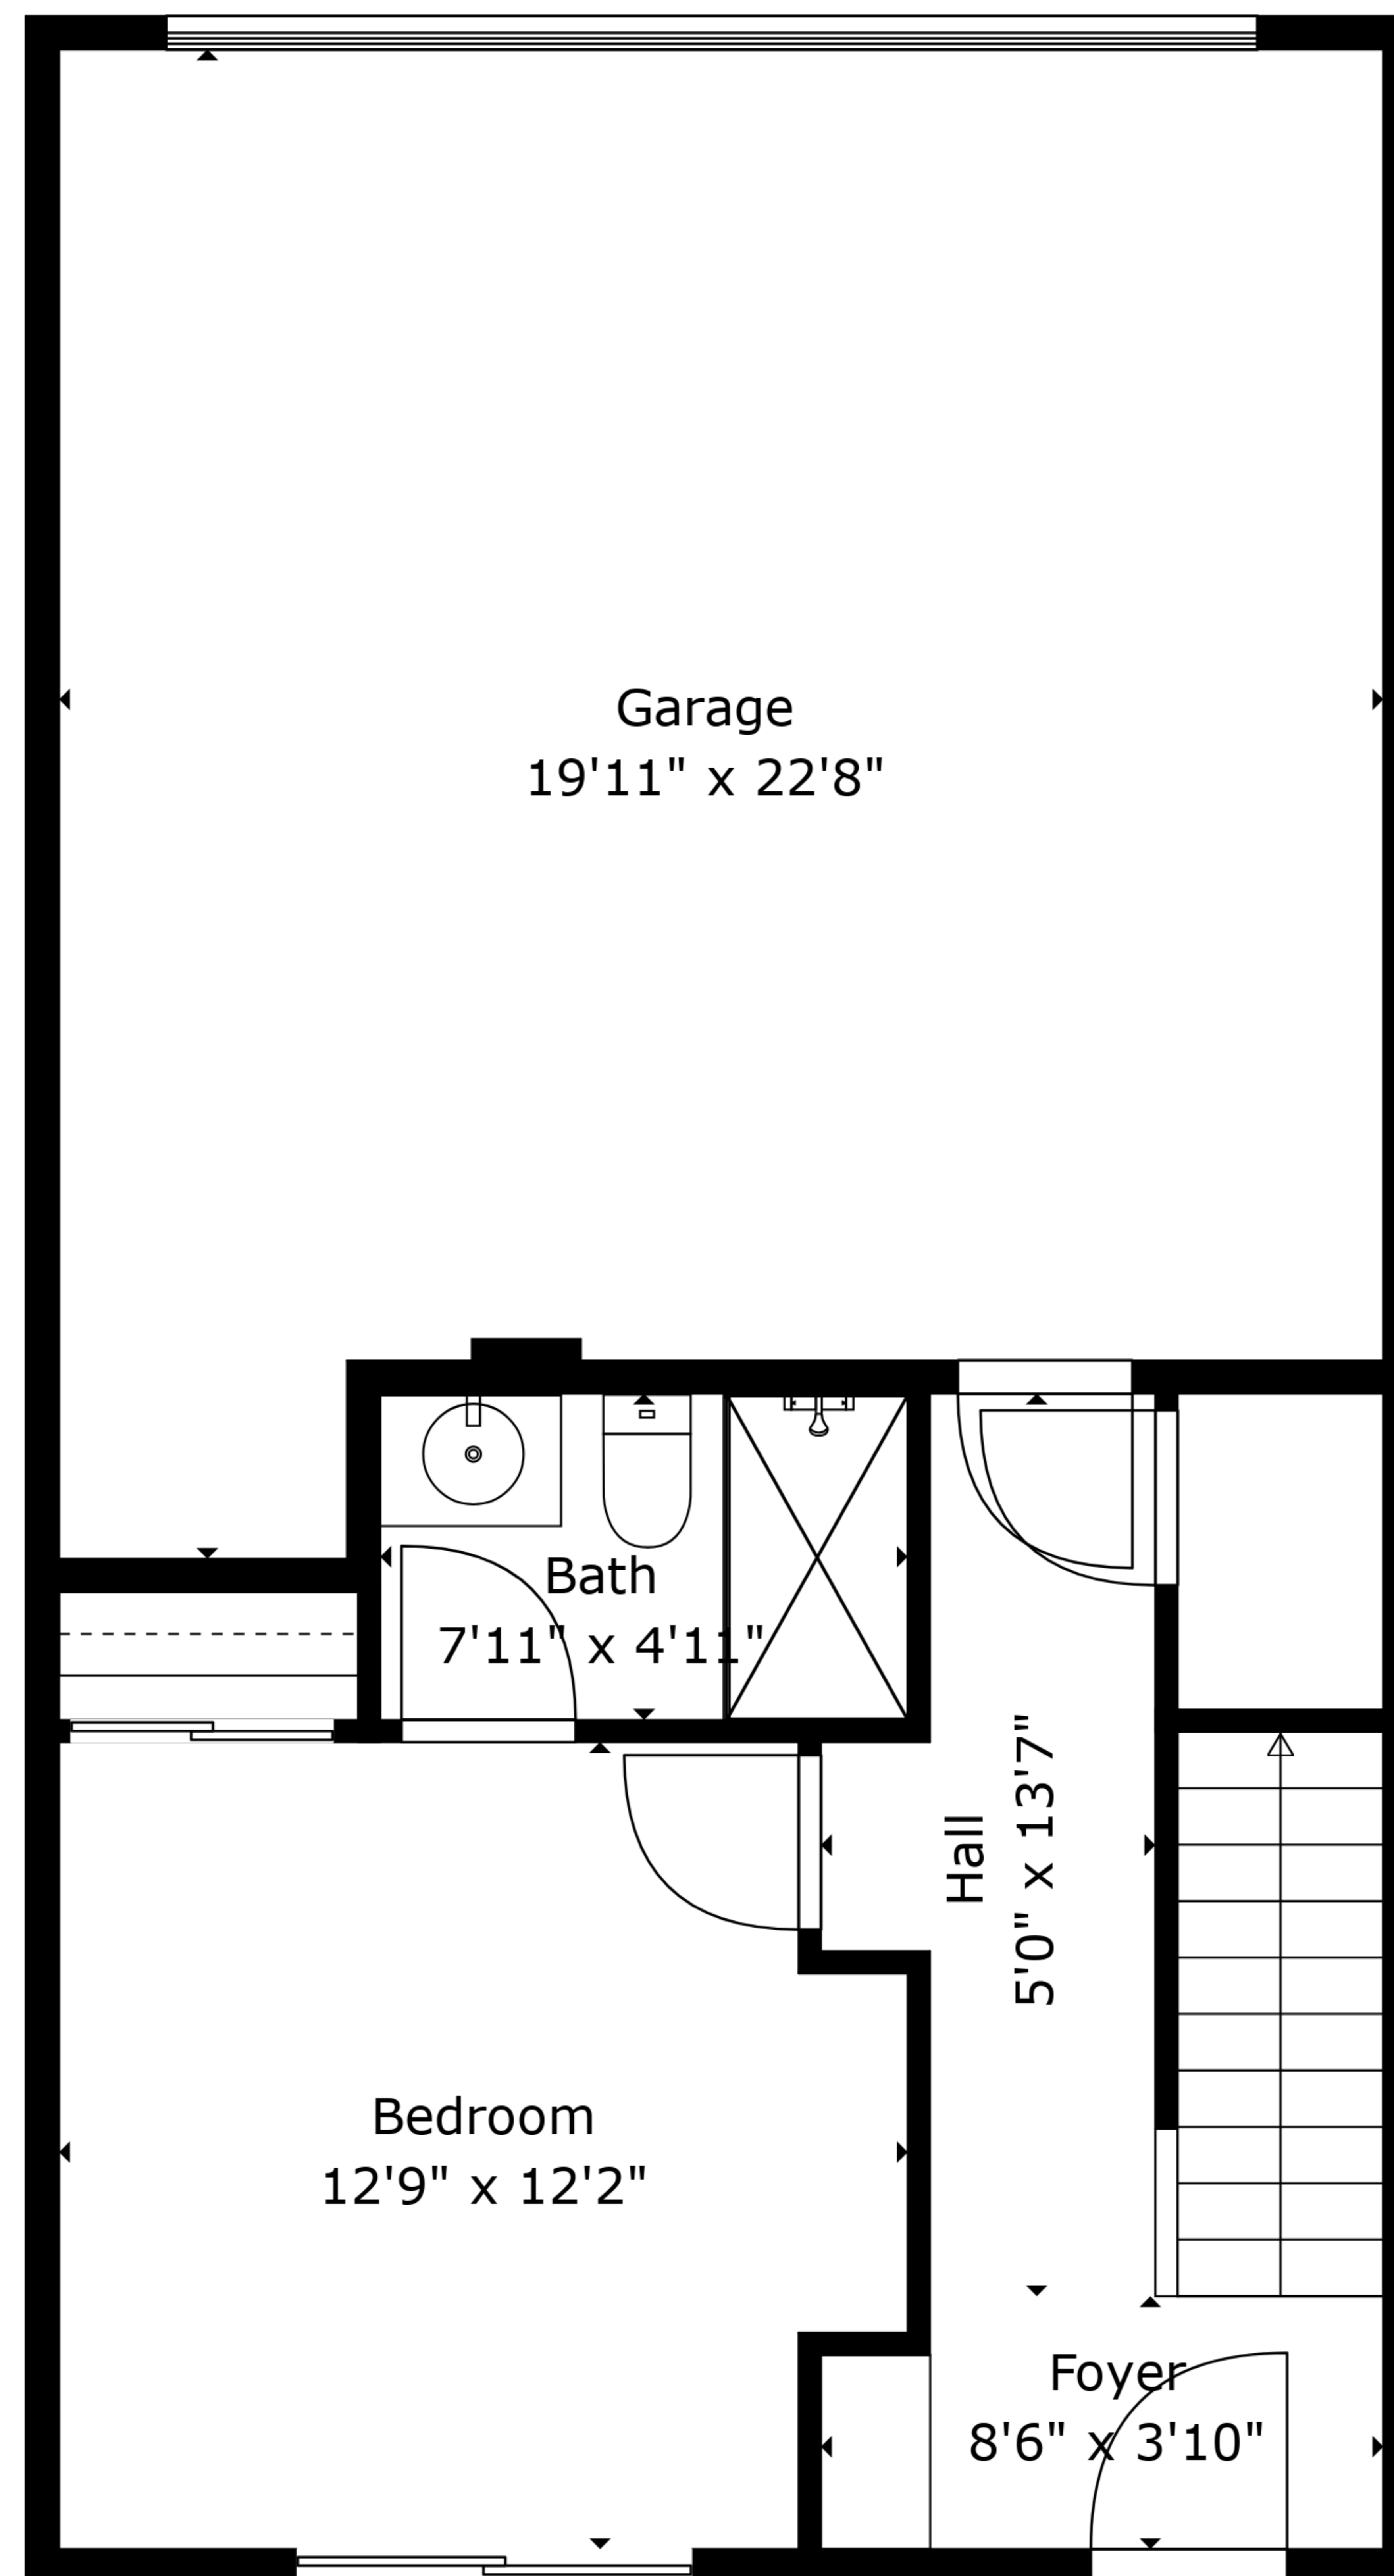 Garage
19'11" x 22'8"
Bath
7'11" x 4'11"
Hall
5'0" x 13'7"
Bedroom
12'9" x 12'2"
Foyer
8'6" x 3'10"